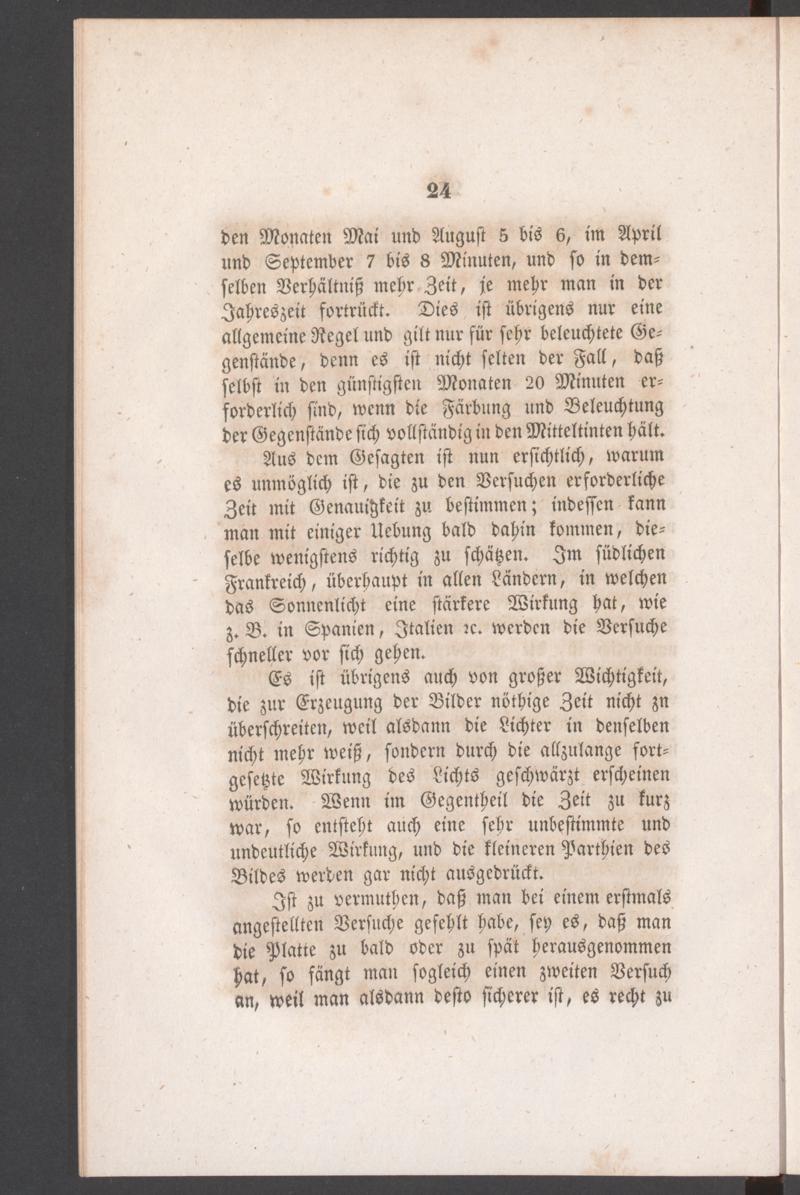 24
den Monaten Mai und August 5 bis 6, im April
und September 7 bis 8 Minuten, und so in dem-
selben Verhältniß mehr Zeit, je mehr man in der
Jahreszeit fortrückt. Dies ist übrigens nur eine
allgemeine Regel und gilt nur für sehr beleuchtete Ge-
genstände, denn es ist nicht selten der Fall, daß
selbst in den günstigsten Monaten 20 Minuten er-
forderlich sind, wenn die Färbung und Beleuchtung
der Gegenstände sich vollständig in den Mitteltinten hält.
Aus dem Gesagten ist nun ersichtlich, warum
es unmöglich ist, die zu den Versuchen erforderliche
Zeit mit Genauigkeit zu bestimmen; indessen kann
man mit einiger Uebung bald dahin kommen, die-
selbe wenigstens richtig zu schätzen. Im südlichen
Frankreich, überhaupt in allen Ländern, in welchen
das Sonnenlicht eine stärkere Wirkung hat, wie
z. B. in Spanien, Italien ꝛc. werden die Versuche
schneller vor sich gehen.
Es ist übrigens auch von großer Wichtigkeit,
die zur Erzeugung der Bilder nöthige Zeit nicht zu
überschreiten, weil alsdann die Lichter in denselben
nicht mehr weiß, sondern durch die allzulange fort-
gesetzte Wirkung des Lichts geschwärzt erscheinen
würden. Wenn im Gegentheil die Zeit zu kurz
war, so entsteht auch eine sehr unbestimmte und
undeutliche Wirkung, und die kleineren Parthien des
Bildes werden gar nicht ausgedrückt.
Ist zu vermuthen, daß man bei einem erstmals
angestellten Versuche gefehlt habe, sey es, daß man
die Platte zu bald oder zu spät herausgenommen
hat, so fängt man sogleich einen zweiten Versuch
an, weil man alsdann desto sicherer ist, es recht zu